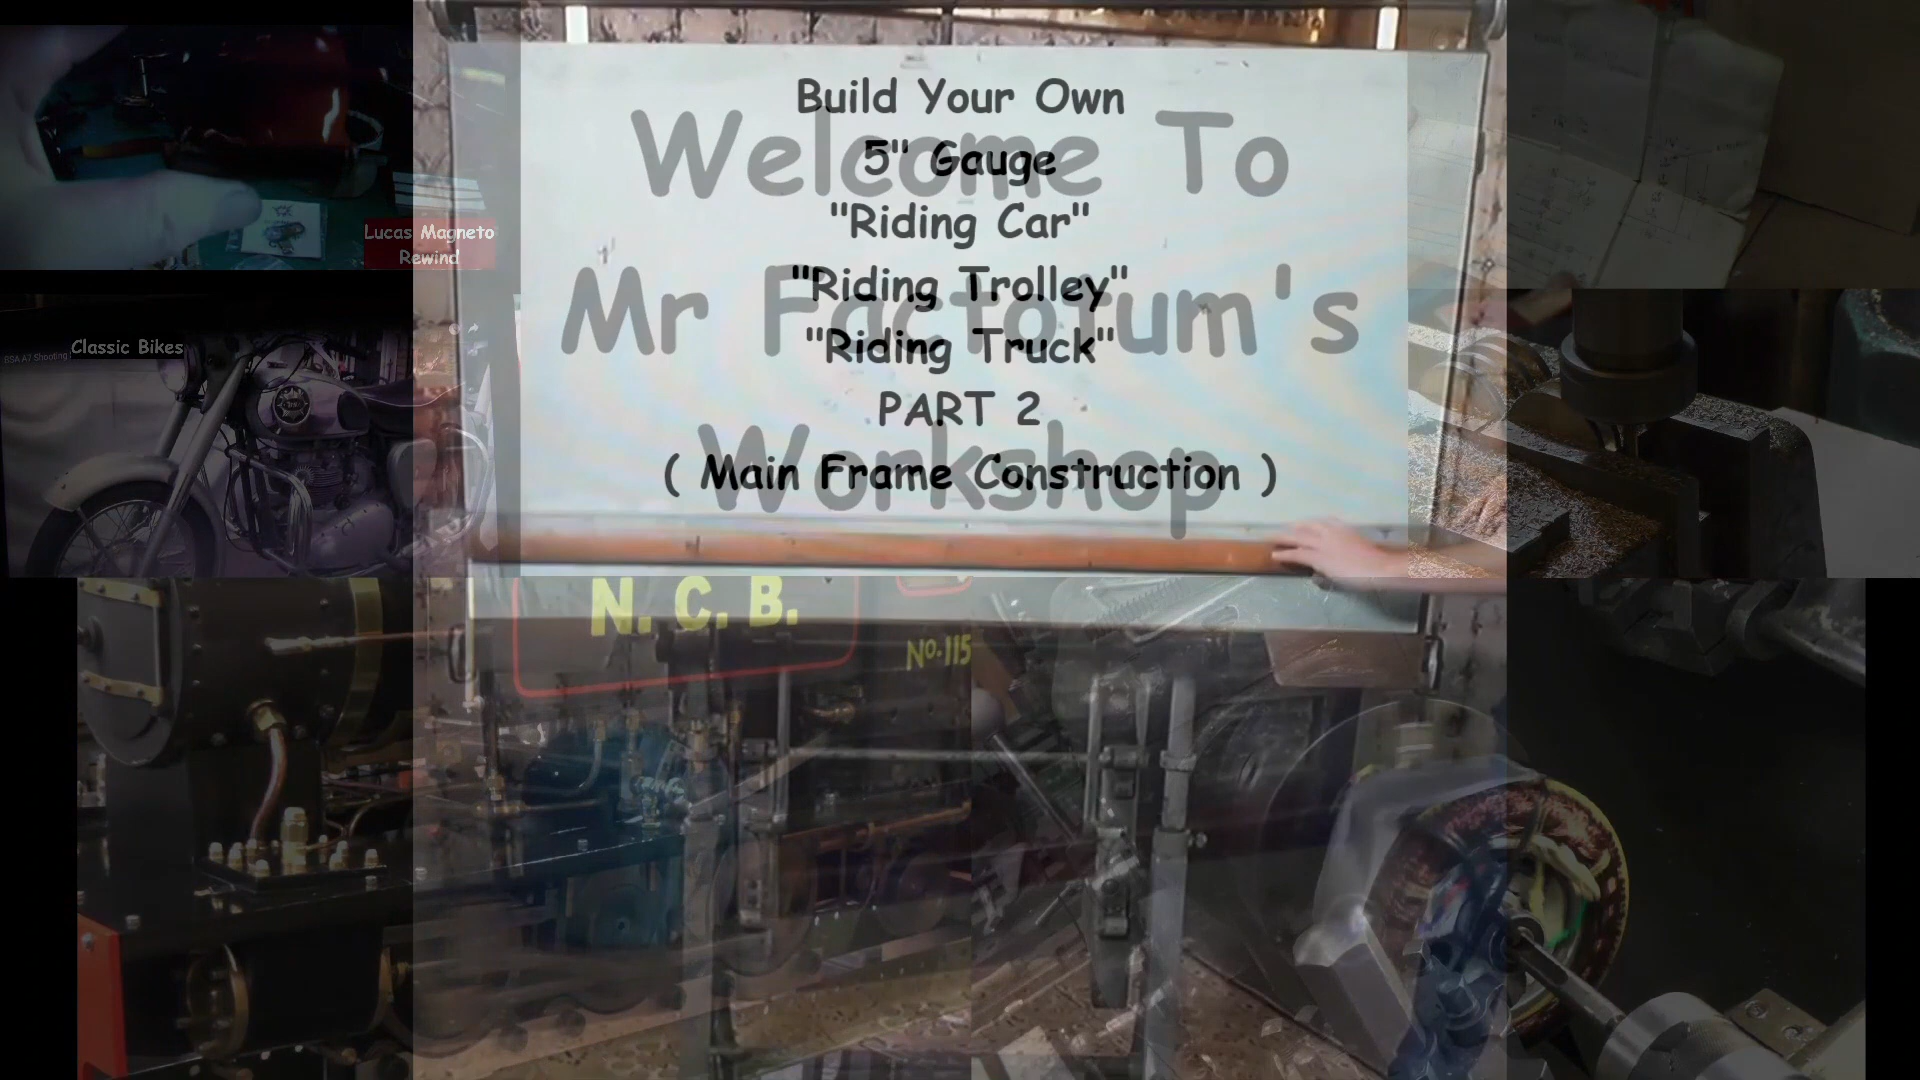 Build Your Own
5" Gauge
"Riding Car"
"Riding Trolley"
"Riding Truck"
PART 2
( Main Frame Construction )
Welcome To
Mr Factotum's
Workshop
Lucas Magneto
Rewind
Classic Bikes
BSA A7 Shooting
N. C. B.
No. 115